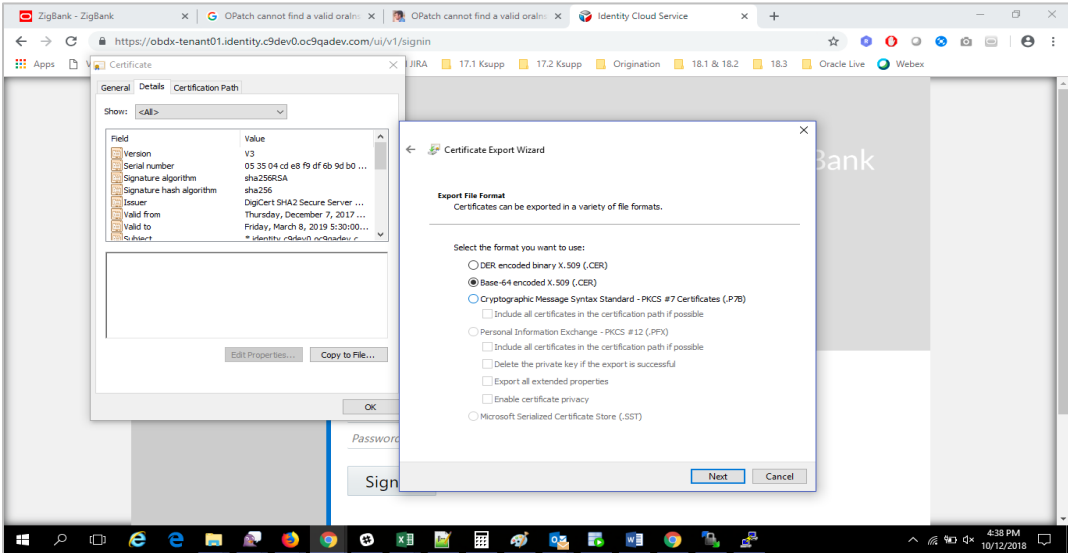 ZigBank - ZigBank
OPatch cannot find a valid oraIns
OPatch cannot find a valid oraIns
Identity Cloud Service
https://obdx-tenant01.identity.c9dev0.oc9qadev.com/ui/v1/signin
Apps
JIRA
17.1 Ksupp
17.2 Ksupp
Origination
18.1 & 18.2
18.3
Oracle Live
Webex
Certificate
General Details Certification Path
Show: <All>
Field Value
Version V3
Serial number 05 35 04 cd e8 f9 df 6b 9d b0 ...
Signature algorithm sha256RSA
Signature hash algorithm sha256
Issuer DigiCert SHA2 Secure Server ...
Valid from Thursday, December 7, 2017 ...
Valid to Friday, March 8, 2019 5:30:00...
Subject *.identity.c9dev0.oc9qadev.c...
Edit Properties... Copy to File...
OK
Bank
Certificate Export Wizard
Export File Format
Certificates can be exported in a variety of file formats.
Select the format you want to use:
DER encoded binary X.509 (.CER)
Base-64 encoded X.509 (.CER)
Cryptographic Message Syntax Standard - PKCS #7 Certificates (.P7B)
Include all certificates in the certification path if possible
Personal Information Exchange - PKCS #12 (.PFX)
Include all certificates in the certification path if possible
Delete the private key if the export is successful
Export all extended properties
Enable certificate privacy
Microsoft Serialized Certificate Store (.SST)
Next Cancel
Password
Sign
4:38 PM
10/12/2018